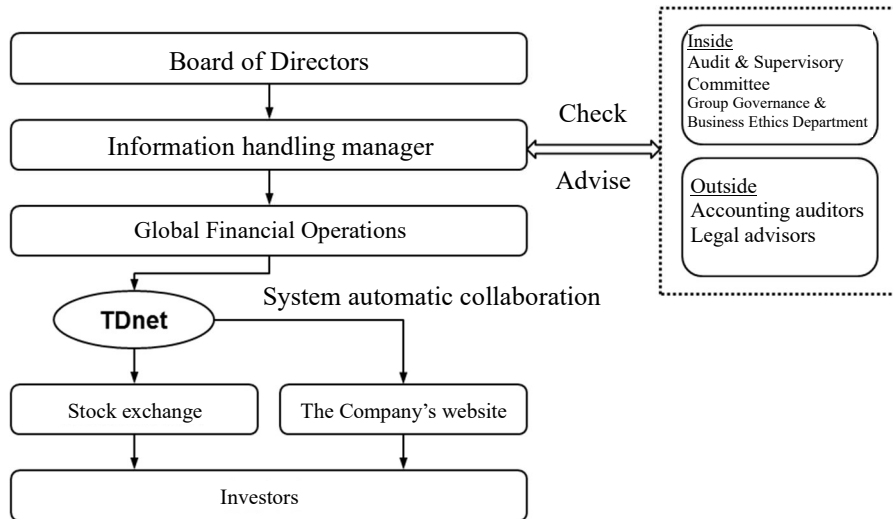 Board of Directors
Information handling manager
Check
Advise
Inside
Audit & Supervisory
Committee
Group Governance &
Business Ethics Department
Outside
Accounting auditors
Legal advisors
Global Financial Operations
System automatic collaboration
TDnet
Stock exchange
The Company’s website
Investors